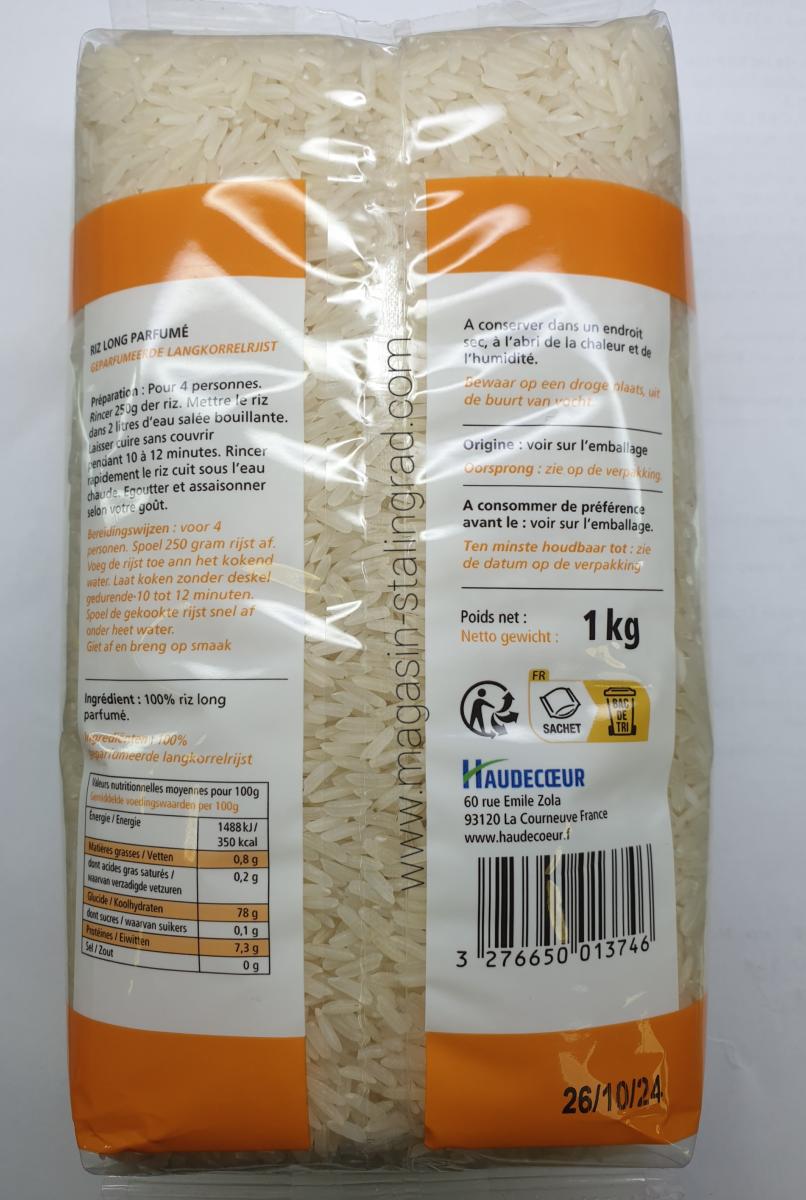 RIZ LONG PARFUMÉ
GEPARFUMEERDE LANGKORRELRJIST
Préparation : Pour 4 personnes.
Rincer 250g der riz. Mettre le riz
dans 2 litres d'eau salée bouillante.
Laisser cuire sans couvrir
pendant 10 à 12 minutes. Rincer
rapidement le riz cuit sous l'eau
chaude. Egoutter et assaisonner
selon votre goût.
Bereidingswijzen : voor 4
personen. Spoel 250 gram rijst af.
Voeg de rijst toe ann het kokend
water. Laat koken zonder deskel
gedurende 10 tot 12 minuten.
Spoel de gekookte rijst snel af
onder heet water.
Giet af en breng op smaak
Ingrédient : 100% riz long
parfumé.
Ingrediënten : 100%
geparfumeerde langkorrelrijst
Valeurs nutritionnelles moyennes pour 100g
Gemiddelde voedingswaarden per 100g
Énergie / Energie 1488 kJ /
350 kcal
Matières grasses / Vetten 0,8 g
dont acides gras saturés / 0,2 g
waarvan verzadigde vetzuren
Glucide / Koolhydraten 78 g
dont sucres / waarvan suikers 0,1 g
Protéines / Eiwitten 7,3 g
Sel / Zout 0 g
www.magasin-stalingrad.com
A conserver dans un endroit
sec, à l'abri de la chaleur et de
l'humidité.
Bewaar op een droge plaats, uit
de buurt van vocht
Origine : voir sur l'emballage
Oorsprong : zie op de verpakking.
A consommer de préférence
avant le : voir sur l'emballage.
Ten minste houdbaar tot : zie
de datum op de verpakking
Poids net :
Netto gewicht : 1 kg
FR
SACHET
BAC
DE
TRI
HAUDECŒUR
60 rue Emile Zola
93120 La Courneuve France
www.haudecoeur.f
3 276650 013746
26/10/24